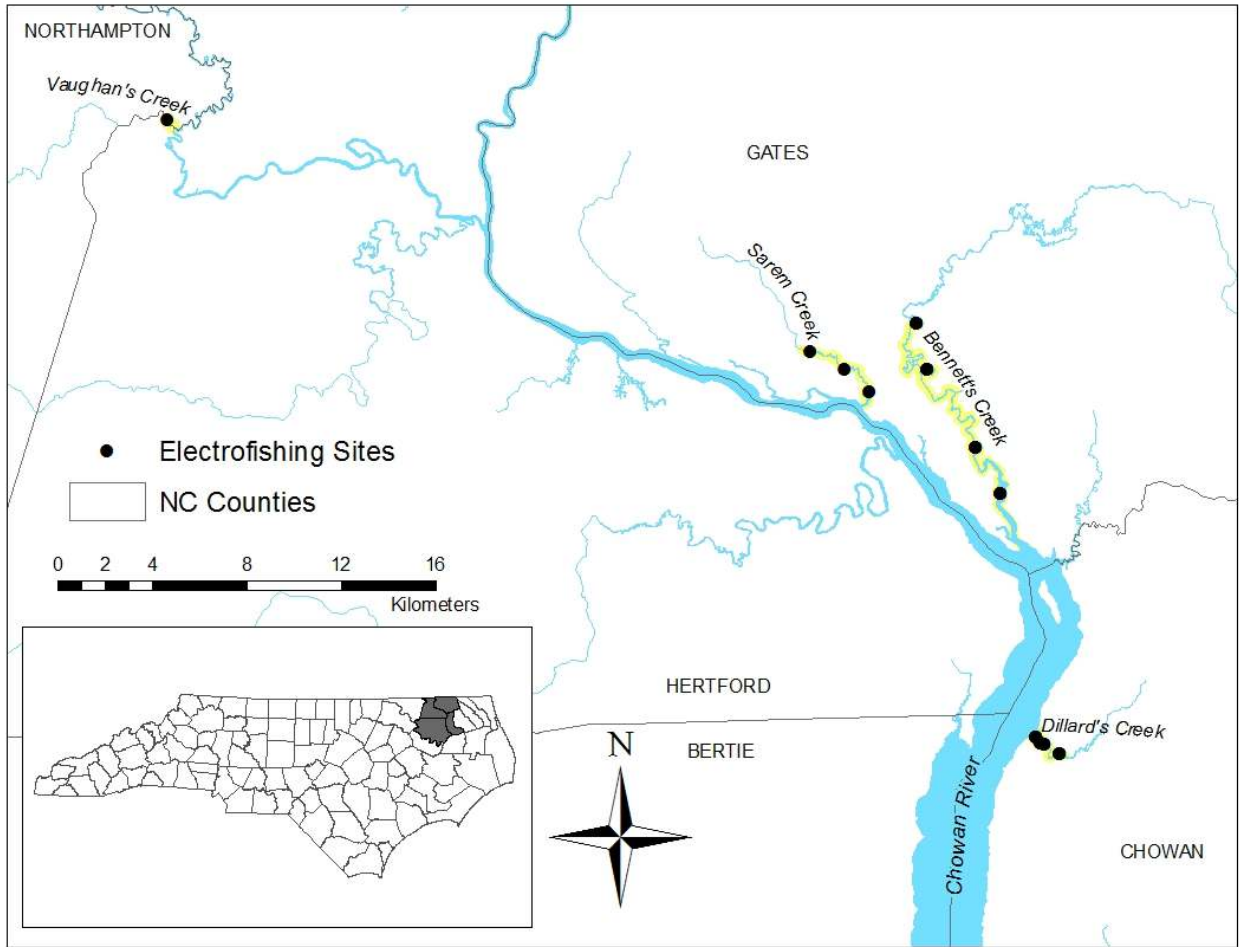 NORTHAMPTON
Vaughan's Creek
GATES
Sarem Creek
Bennett's Creek
Electrofishing Sites
NC Counties
0 2 4 8 12 16
Kilometers
HERTFORD
Dillard's Creek
N
BERTIE
Chowan River
CHOWAN